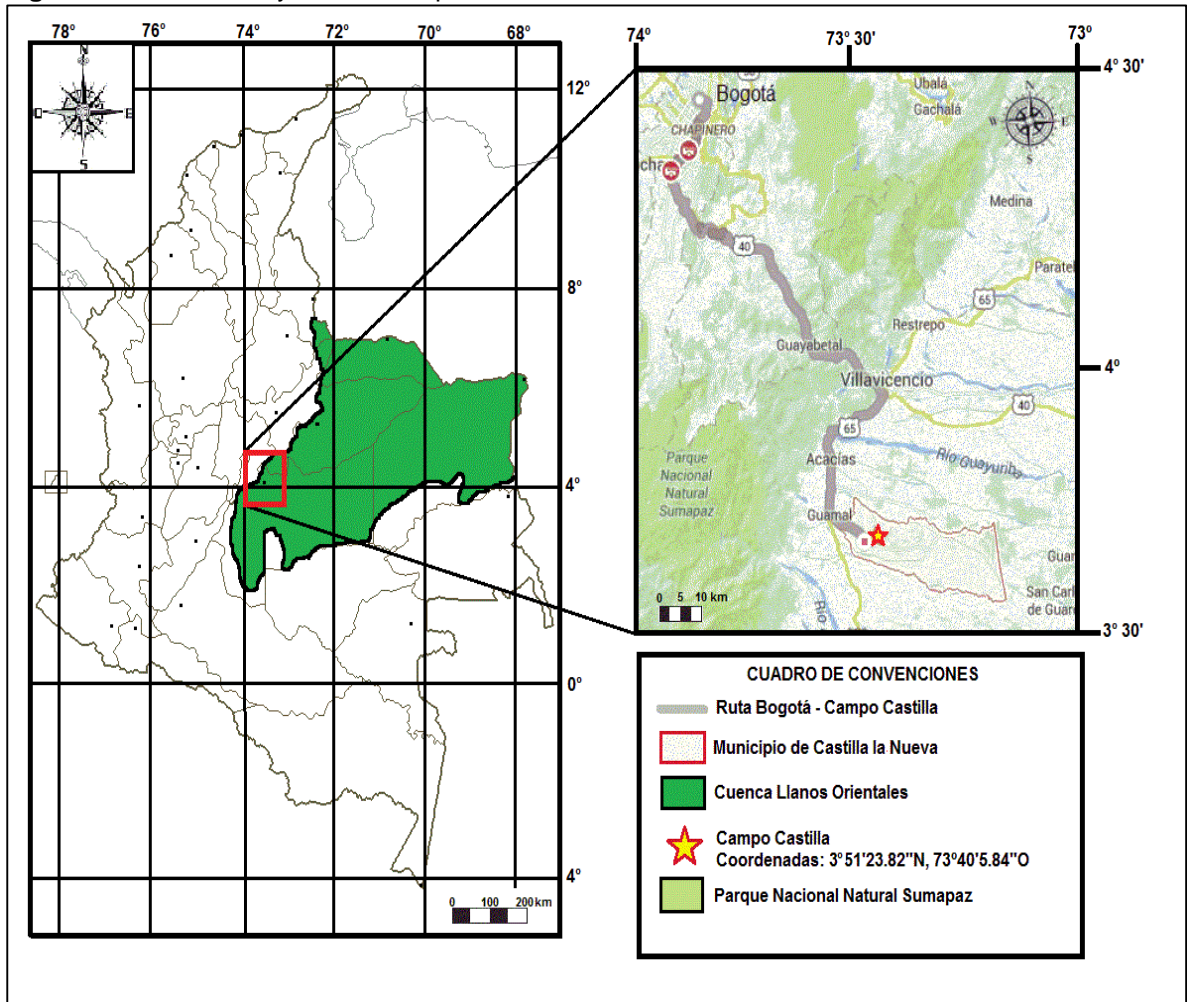 78°
76°
74°
72°
70°
68°
N
O
E
S
12°
8°
4°
0°
4°
0 100 200 km
74°
73° 30'
73°
4° 30'
4°
3° 30'
Bogotá
CHAPINERO
Ubalá
Gachalá
N
W
E
S
Medina
40
65
Restrepo
Guayabetal
Villavicencio
40
65
Parque
Nacional
Natural
Sumapaz
Acacías
Río Guayuriba
Guamal
Río
San Carl
de Guar
0 5 10 km
CUADRO DE CONVENCIONES
Ruta Bogotá - Campo Castilla
Municipio de Castilla la Nueva
Cuenca Llanos Orientales
Campo Castilla
Coordenadas: 3°51'23.82"N, 73°40'5.84"O
Parque Nacional Natural Sumapaz